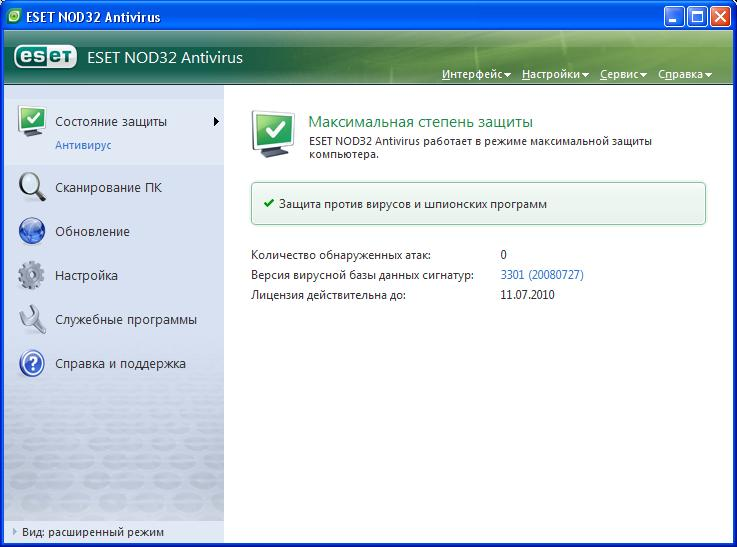 ESET NOD32 Antivirus
eset ESET NOD32 Antivirus
Интерфейс Настройки Сервис Справка
Состояние защиты
Антивирус
Сканирование ПК
Обновление
Настройка
Служебные программы
Справка и поддержка
Вид: расширенный режим
Максимальная степень защиты
ESET NOD32 Antivirus работает в режиме максимальной защиты
компьютера.
Защита против вирусов и шпионских программ
Количество обнаруженных атак: 0
Версия вирусной базы данных сигнатур: 3301 (20080727)
Лицензия действительна до: 11.07.2010